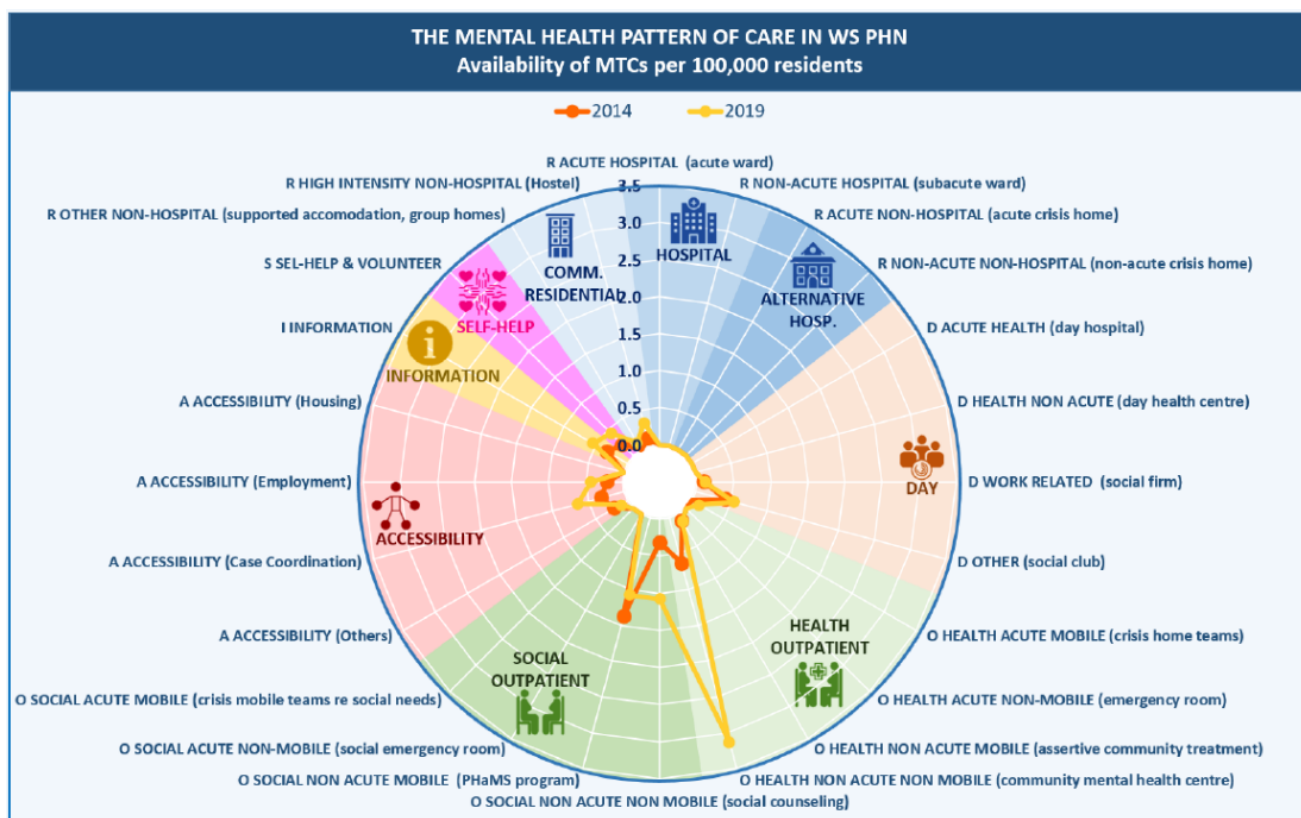 THE MENTAL HEALTH PATTERN OF CARE IN WS PHN
Availability of MTCs per 100,000 residents
2014
2019
R ACUTE HOSPITAL (acute ward)
R HIGH INTENSITY NON-HOSPITAL (Hostel)
R NON-ACUTE HOSPITAL (subacute ward)
R OTHER NON-HOSPITAL (supported accomodation, group homes)
R ACUTE NON-HOSPITAL (acute crisis home)
S SEL-HELP & VOLUNTEER
R NON-ACUTE NON-HOSPITAL (non-acute crisis home)
I INFORMATION
D ACUTE HEALTH (day hospital)
A ACCESSIBILITY (Housing)
D HEALTH NON ACUTE (day health centre)
A ACCESSIBILITY (Employment)
D WORK RELATED (social firm)
A ACCESSIBILITY (Case Coordination)
D OTHER (social club)
A ACCESSIBILITY (Others)
O HEALTH ACUTE MOBILE (crisis home teams)
O SOCIAL ACUTE MOBILE (crisis mobile teams re social needs)
O HEALTH ACUTE NON-MOBILE (emergency room)
O SOCIAL ACUTE NON-MOBILE (social emergency room)
O HEALTH NON ACUTE MOBILE (assertive community treatment)
O SOCIAL NON ACUTE MOBILE (PHaMS program)
O HEALTH NON ACUTE NON MOBILE (community mental health centre)
O SOCIAL NON ACUTE NON MOBILE (social counseling)
3.5
3.0
2.5
2.0
1.5
1.0
0.5
0.0
HOSPITAL
COMM.
RESIDENTIAL
ALTERNATIVE
HOSP.
SELF-HELP
i
INFORMATION
DAY
ACCESSIBILITY
HEALTH
OUTPATIENT
SOCIAL
OUTPATIENT